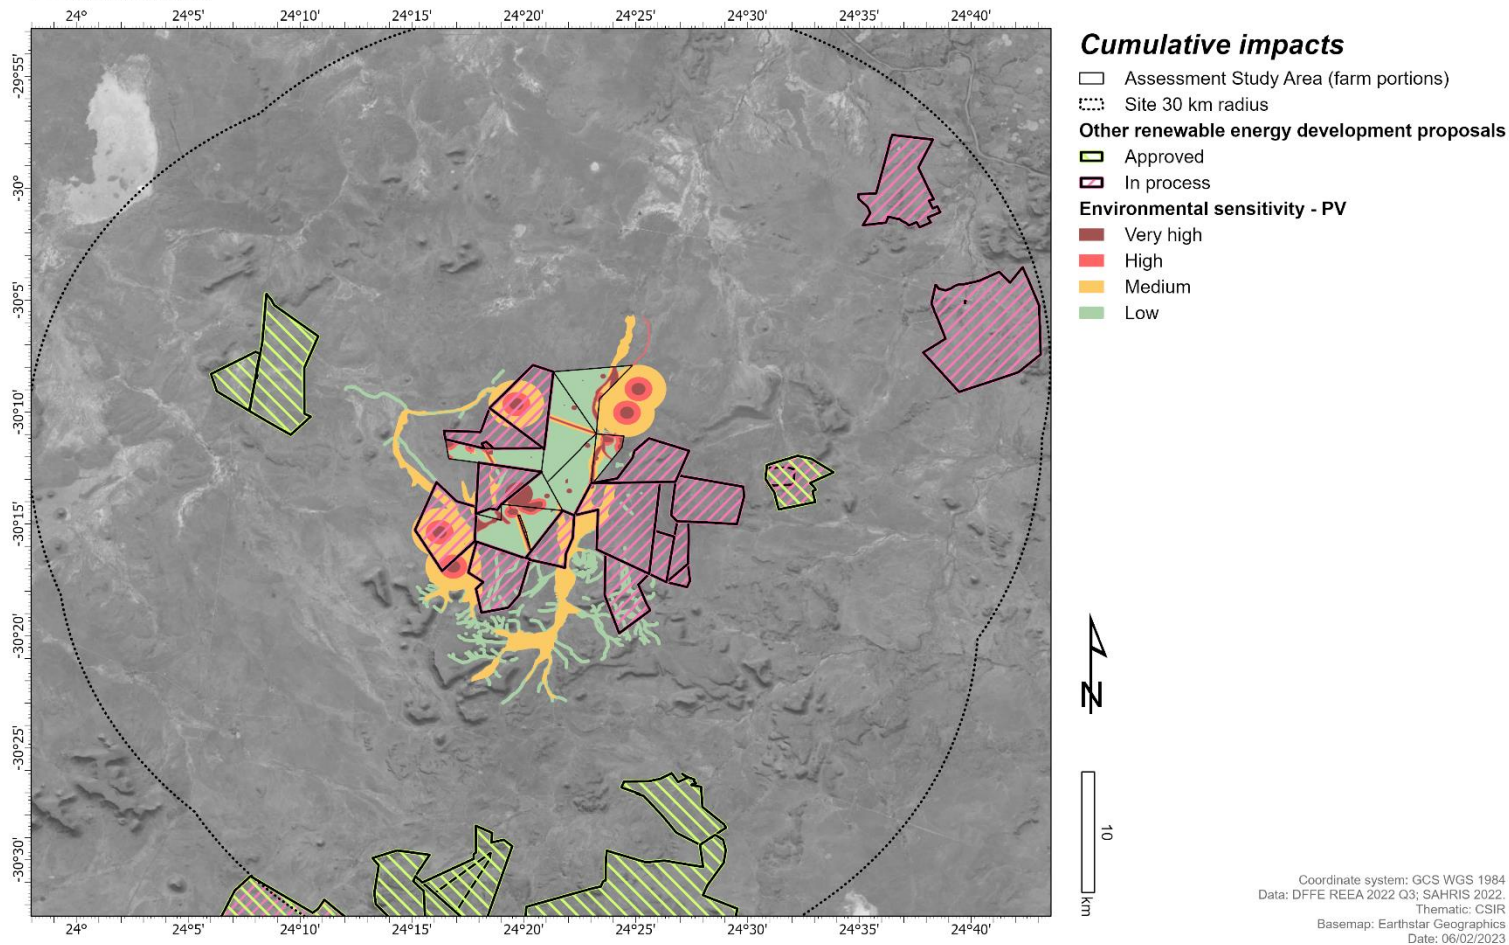 24° 24°5' 24°10' 24°15' 24°20' 24°25' 24°30' 24°35' 24°40'
-29°55'
-30°
-30°5'
-30°10'
-30°15'
-30°20'
-30°25'
-30°30'
24° 24°5' 24°10' 24°15' 24°20' 24°25' 24°30' 24°35' 24°40'
Cumulative impacts
Assessment Study Area (farm portions)
Site 30 km radius
Other renewable energy development proposals
Approved
In process
Environmental sensitivity - PV
Very high
High
Medium
Low
N
10
km
Coordinate system: GCS WGS 1984
Data: DFFE REEA 2022 Q3; SAHRIS 2022.
Thematic: CSIR
Basemap: Earthstar Geographics
Date: 06/02/2023